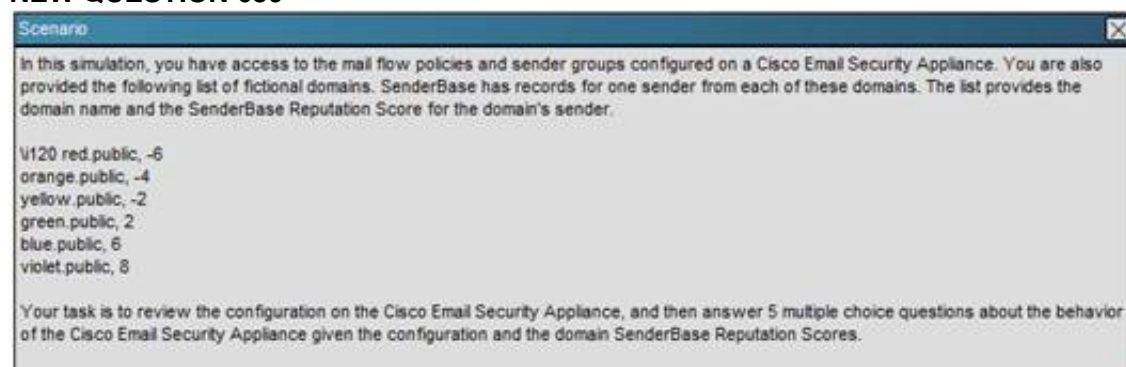 Scenario
In this simulation, you have access to the mail flow policies and sender groups configured on a Cisco Email Security Appliance. You are also
provided the following list of fictional domains. SenderBase has records for one sender from each of these domains. The list provides the
domain name and the SenderBase Reputation Score for the domain's sender.
\/120 red.public, -6
orange.public, -4
yellow.public, -2
green.public, 2
blue.public, 6
violet.public, 8
Your task is to review the configuration on the Cisco Email Security Appliance, and then answer 5 multiple choice questions about the behavior
of the Cisco Email Security Appliance given the configuration and the domain SenderBase Reputation Scores.